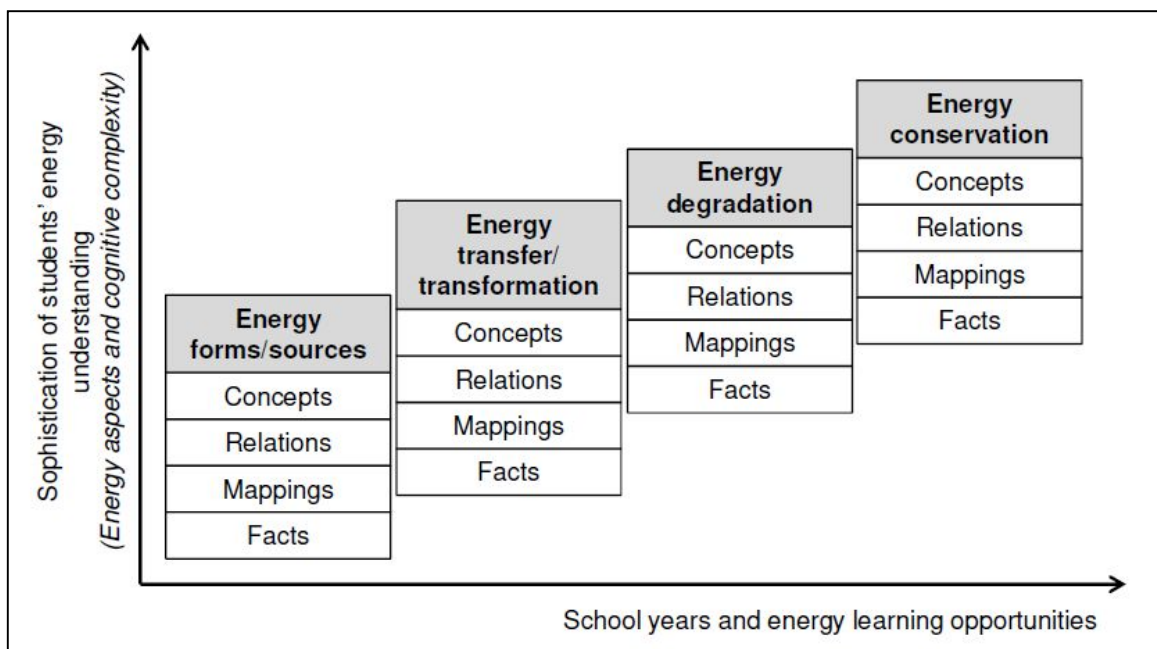 Sophistication of students' energy
understanding
(Energy aspects and cognitive complexity)
Energy
forms/sources
Concepts
Relations
Mappings
Facts
Energy
transfer/
transformation
Concepts
Relations
Mappings
Facts
Energy
degradation
Concepts
Relations
Mappings
Facts
Energy
conservation
Concepts
Relations
Mappings
Facts
School years and energy learning opportunities